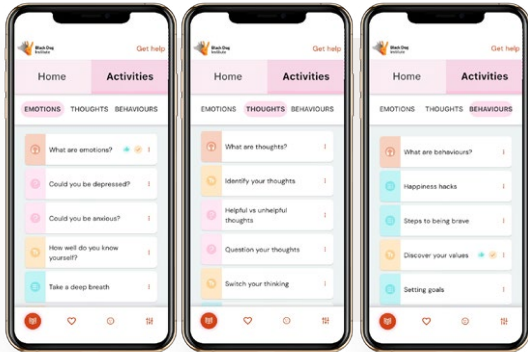 Black Dog
Institute
Get help
Home
Activities
EMOTIONS THOUGHTS BEHAVIOURS
What are emotions?
Could you be depressed?
Could you be anxious?
How well do you know
yourself?
Take a deep breath
Black Dog
Institute
Get help
Home
Activities
EMOTIONS THOUGHTS BEHAVIOURS
What are thoughts?
Identify your thoughts
Helpful vs unhelpful
thoughts
Question your thoughts
Switch your thinking
Black Dog
Institute
Get help
Home
Activities
EMOTIONS THOUGHTS BEHAVIOURS
What are behaviours?
Happiness hacks
Steps to being brave
Discover your values
Setting goals